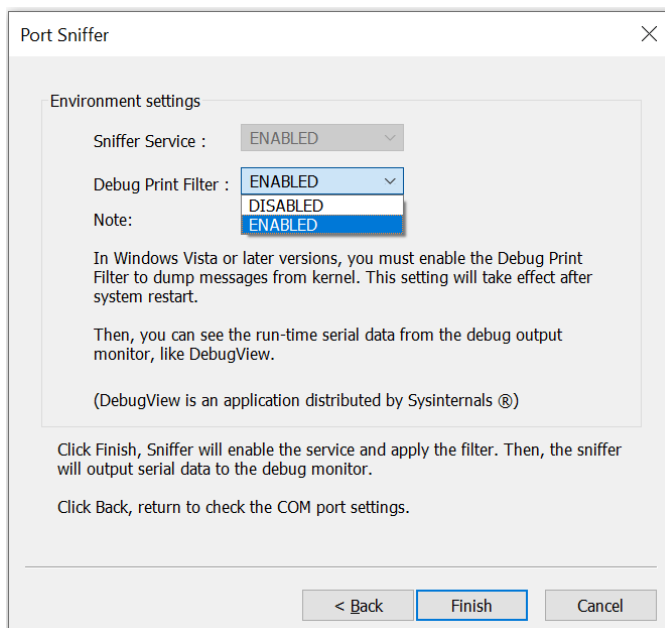 Port Sniffer
Environment settings
Sniffer Service :
ENABLED
Debug Print Filter :
ENABLED
DISABLED
ENABLED
Note:
In Windows Vista or later versions, you must enable the Debug Print
Filter to dump messages from kernel. This setting will take effect after
system restart.
Then, you can see the run-time serial data from the debug output
monitor, like DebugView.
(DebugView is an application distributed by Sysinternals ®)
Click Finish, Sniffer will enable the service and apply the filter. Then, the sniffer
will output serial data to the debug monitor.
Click Back, return to check the COM port settings.
< Back
Finish
Cancel